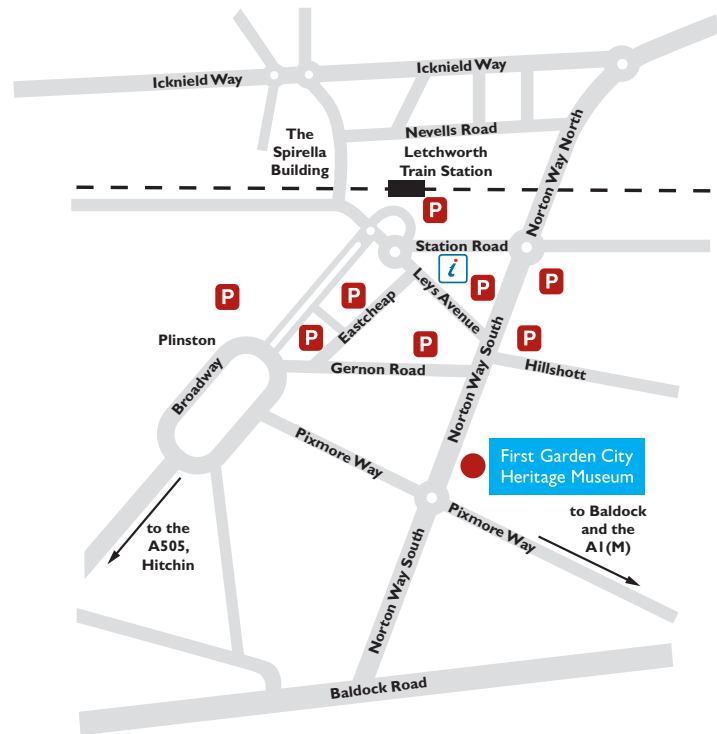 Icknield Way
Icknield Way
The
Spirella
Building
Nevells Road
Letchworth
Train Station
Norton Way North
P
Station Road
i
P
P
P
P
Leys Avenue
Eastcheap
P
P
P
Plinston
Broadway
Gernon Road
Hillshott
Norton Way South
Pixmore Way
First Garden City
Heritage Museum
Pixmore Way
to Baldock
and the
A1(M)
to the
A505,
Hitchin
Norton Way South
Baldock Road